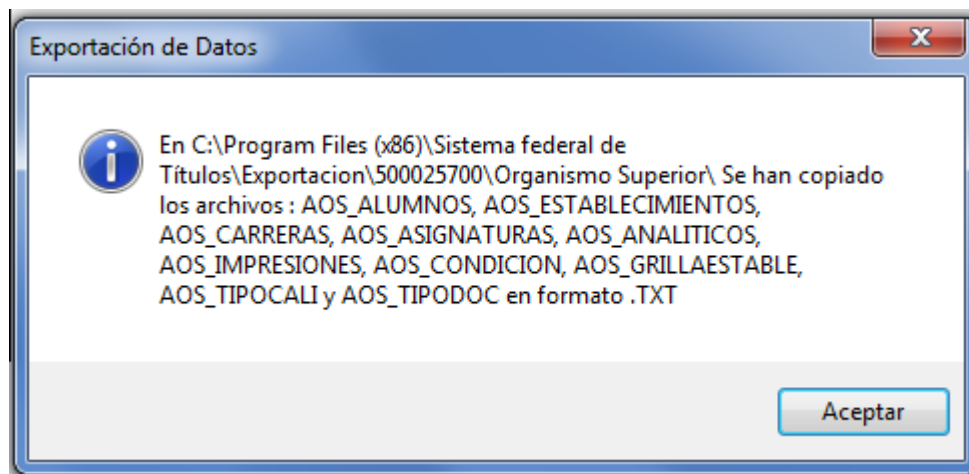 Exportación de Datos
En C:\Program Files (x86)\Sistema federal de
Títulos\Exportacion\500025700\Organismo Superior\ Se han copiado
los archivos : AOS_ALUMNOS, AOS_ESTABLECIMIENTOS,
AOS_CARRERAS, AOS_ASIGNATURAS, AOS_ANALITICOS,
AOS_IMPRESIONES, AOS_CONDICION, AOS_GRILLAESTABLE,
AOS_TIPOCALI y AOS_TIPODOC en formato .TXT
Aceptar